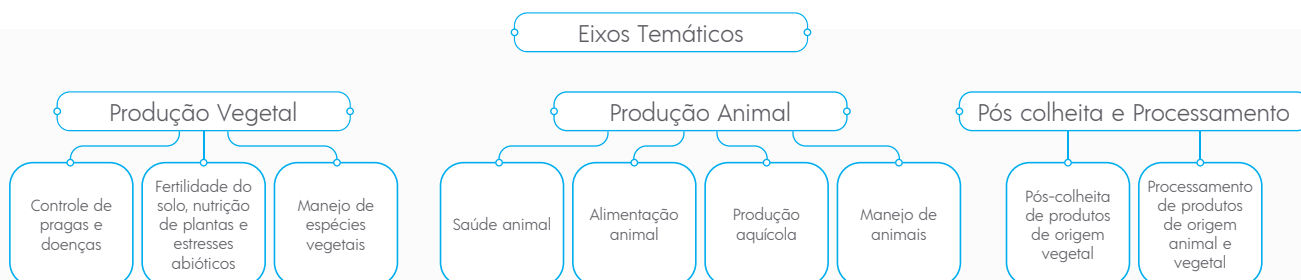 Eixos Temáticos
Produção Vegetal
Produção Animal
Pós colheita e Processamento
Controle de
pragas e
doenças
Fertilidade do
solo, nutrição
de plantas e
estresses
abióticos
Manejo de
espécies
vegetais
Saúde animal
Alimentação
animal
Produção
aquícola
Manejo de
animais
Pós-colheita
de produtos
de origem
vegetal
Processamento
de produtos
de origem
animal e
vegetal